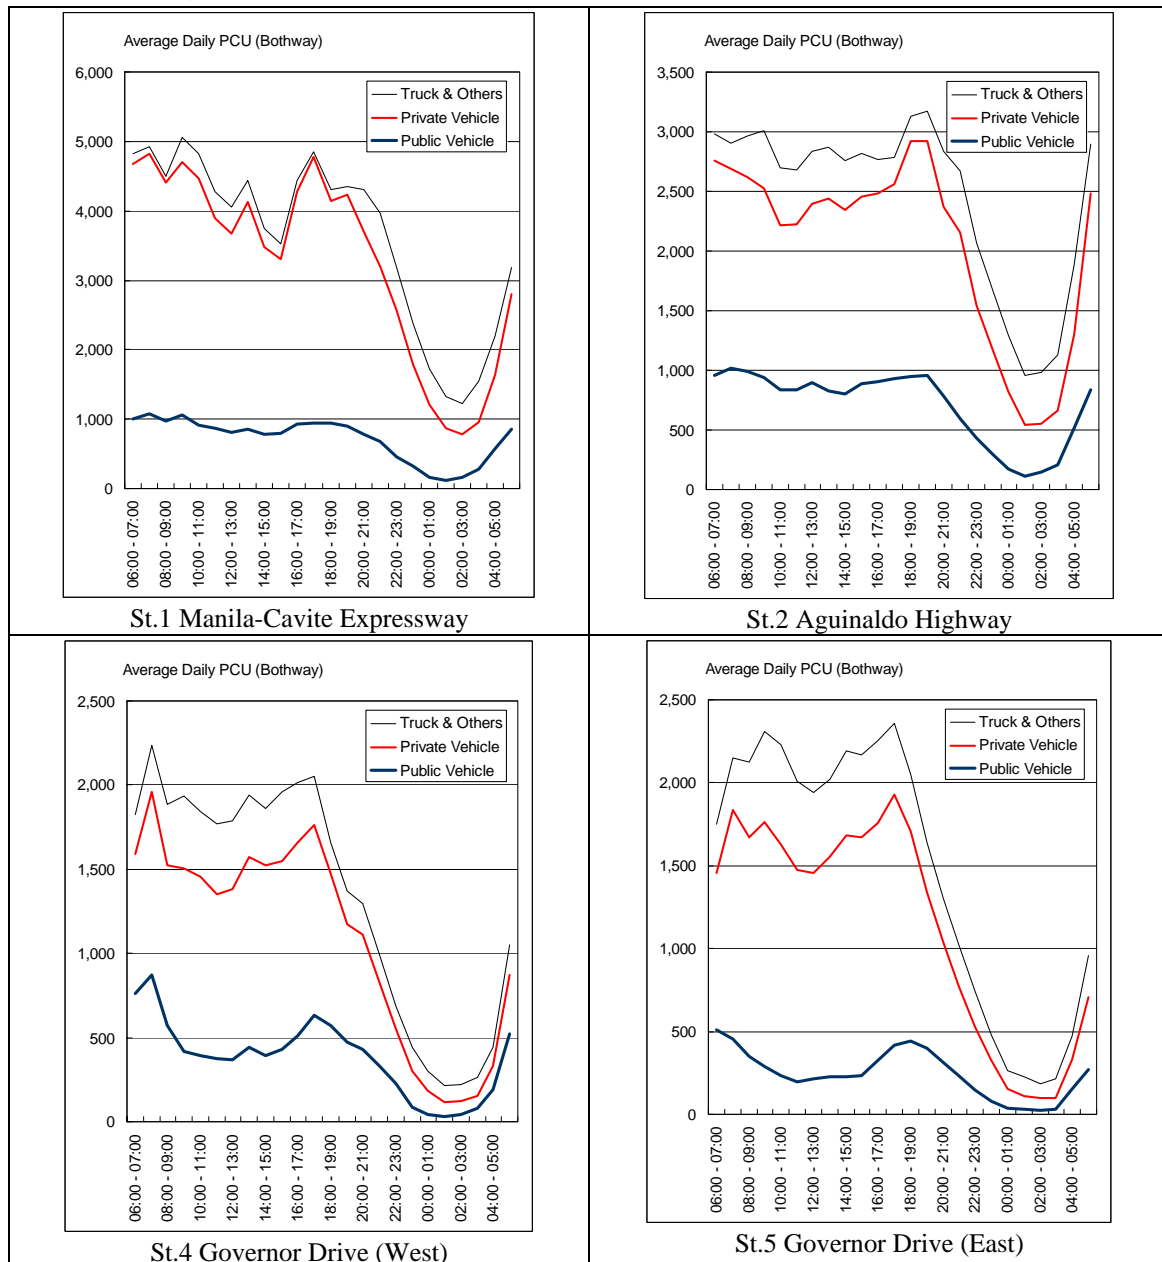 Average Daily PCU (Bothway)
6,000
5,000
4,000
3,000
2,000
1,000
0
Truck & Others
Private Vehicle
Public Vehicle
06:00 - 07:00
08:00 - 09:00
10:00 - 11:00
12:00 - 13:00
14:00 - 15:00
16:00 - 17:00
18:00 - 19:00
20:00 - 21:00
22:00 - 23:00
00:00 - 01:00
02:00 - 03:00
04:00 - 05:00
St.1 Manila-Cavite Expressway
Average Daily PCU (Bothway)
3,500
3,000
2,500
2,000
1,500
1,000
500
0
Truck & Others
Private Vehicle
Public Vehicle
06:00 - 07:00
08:00 - 09:00
10:00 - 11:00
12:00 - 13:00
14:00 - 15:00
16:00 - 17:00
18:00 - 19:00
20:00 - 21:00
22:00 - 23:00
00:00 - 01:00
02:00 - 03:00
04:00 - 05:00
St.2 Aguinaldo Highway
Average Daily PCU (Bothway)
2,500
2,000
1,500
1,000
500
0
Truck & Others
Private Vehicle
Public Vehicle
06:00 - 07:00
08:00 - 09:00
10:00 - 11:00
12:00 - 13:00
14:00 - 15:00
16:00 - 17:00
18:00 - 19:00
20:00 - 21:00
22:00 - 23:00
00:00 - 01:00
02:00 - 03:00
04:00 - 05:00
St.4 Governor Drive (West)
Average Daily PCU (Bothway)
2,500
2,000
1,500
1,000
500
0
Truck & Others
Private Vehicle
Public Vehicle
06:00 - 07:00
08:00 - 09:00
10:00 - 11:00
12:00 - 13:00
14:00 - 15:00
16:00 - 17:00
18:00 - 19:00
20:00 - 21:00
22:00 - 23:00
00:00 - 01:00
02:00 - 03:00
04:00 - 05:00
St.5 Governor Drive (East)